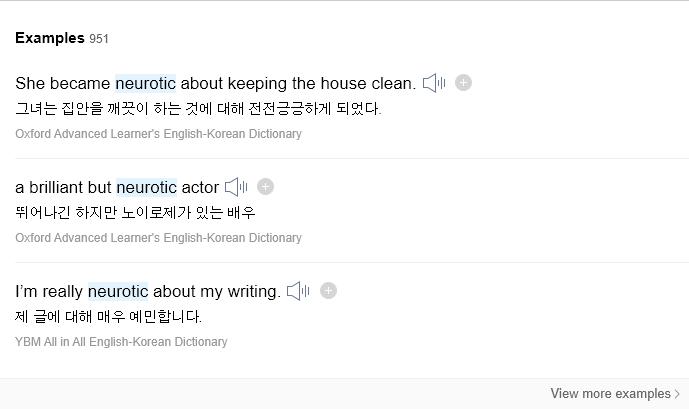 Examples 951
She became neurotic about keeping the house clean.
그녀는 집안을 깨끗이 하는 것에 대해 전전긍긍하게 되었다.
Oxford Advanced Learner's English-Korean Dictionary
a brilliant but neurotic actor
뛰어나긴 하지만 노이로제가 있는 배우
Oxford Advanced Learner's English-Korean Dictionary
I’m really neurotic about my writing.
제 글에 대해 매우 예민합니다.
YBM All in All English-Korean Dictionary
View more examples